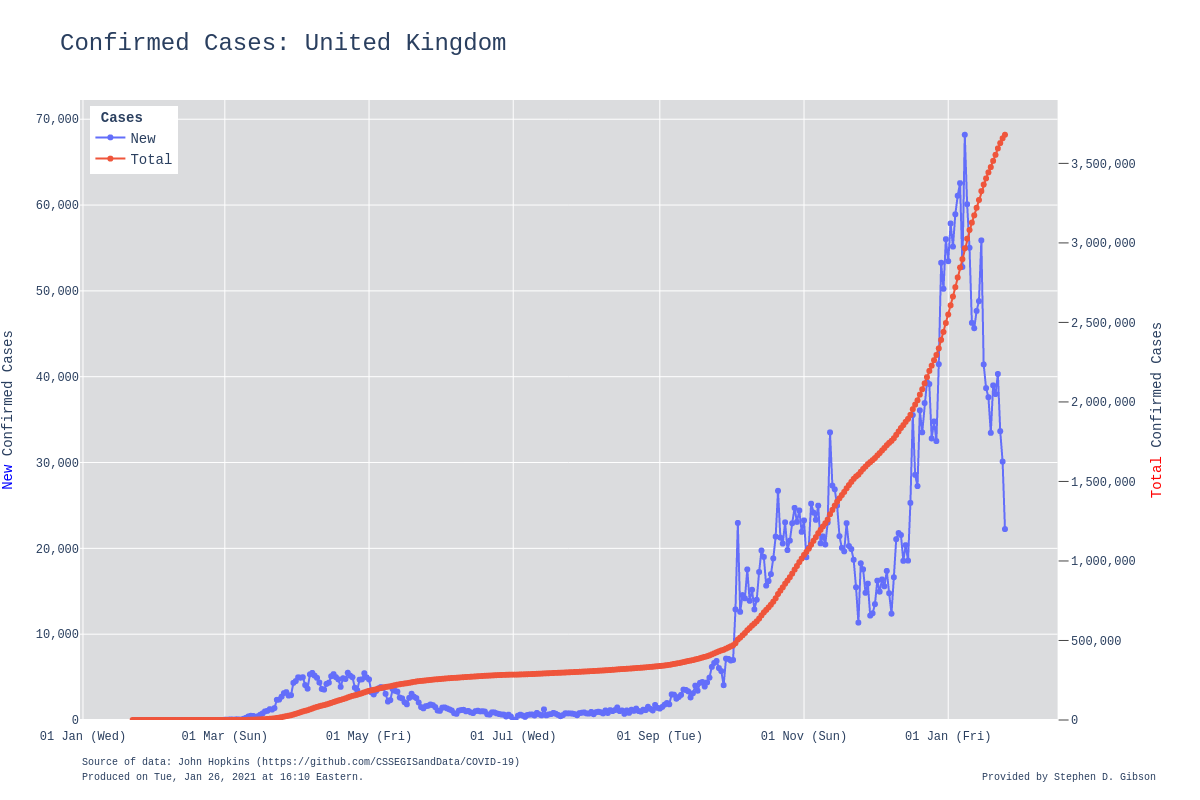 Confirmed Cases: United Kingdom
Cases
New
Total
70,000
60,000
50,000
40,000
30,000
20,000
10,000
0
New Confirmed Cases
3,500,000
3,000,000
2,500,000
2,000,000
1,500,000
1,000,000
500,000
0
Total Confirmed Cases
01 Jan (Wed)
01 Mar (Sun)
01 May (Fri)
01 Jul (Wed)
01 Sep (Tue)
01 Nov (Sun)
01 Jan (Fri)
Source of data: John Hopkins (https://github.com/CSSEGISandData/COVID-19)
Produced on Tue, Jan 26, 2021 at 16:10 Eastern.
Provided by Stephen D. Gibson